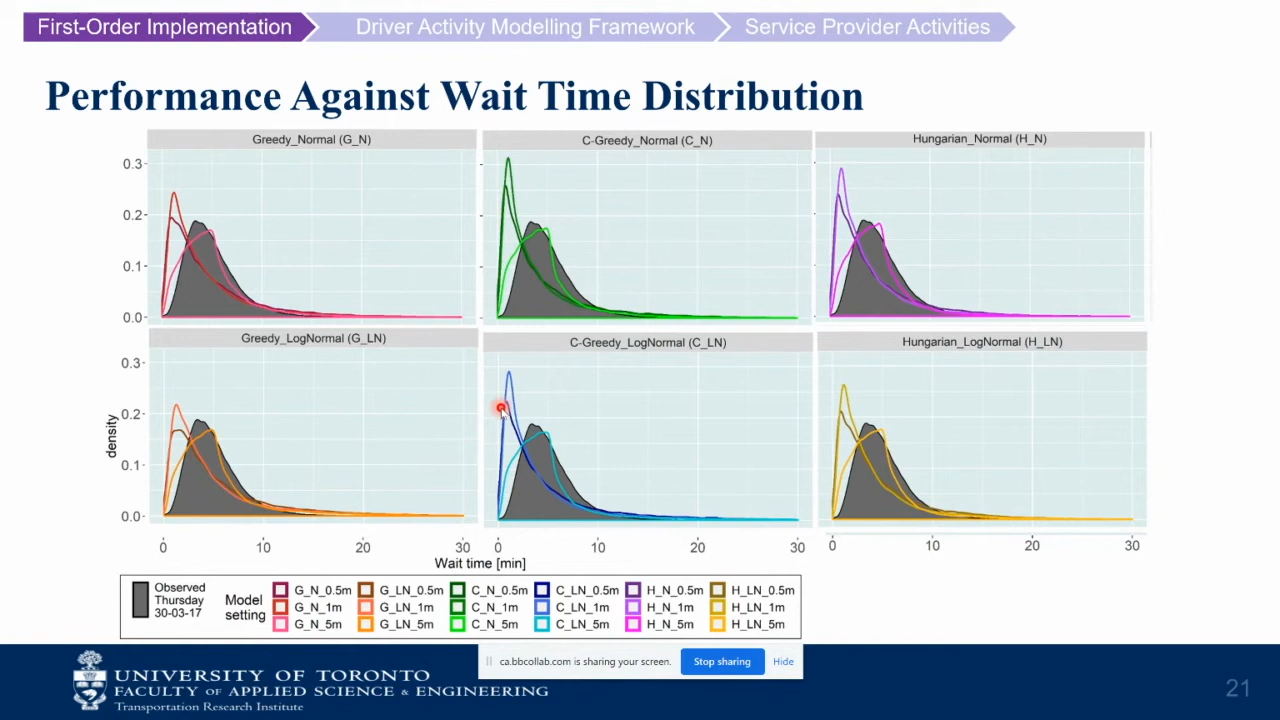 First-Order Implementation
Driver Activity Modelling Framework
Service Provider Activities
Performance Against Wait Time Distribution
Greedy_Normal (G_N)
C-Greedy_Normal (C_N)
Hungarian_Normal (H_N)
0.3
0.2
0.1
0.0
Greedy_LogNormal (G_LN)
C-Greedy_LogNormal (C_LN)
Hungarian_LogNormal (H_LN)
0.3
0.2
0.1
0.0
density
0 10 20 30
0 10 20 30
0 10 20 30
Wait time [min]
Observed
Thursday
30-03-17
Model
setting
G_N_0.5m G_LN_0.5m C_N_0.5m C_LN_0.5m H_N_0.5m H_LN_0.5m
G_N_1m G_LN_1m C_N_1m C_LN_1m H_N_1m H_LN_1m
G_N_5m G_LN_5m C_N_5m C_LN_5m H_N_5m H_LN_5m
ca.bbcollab.com is sharing your screen. Stop sharing Hide
UNIVERSITY OF TORONTO
FACULTY OF APPLIED SCIENCE & ENGINEERING
Transportation Research Institute
21